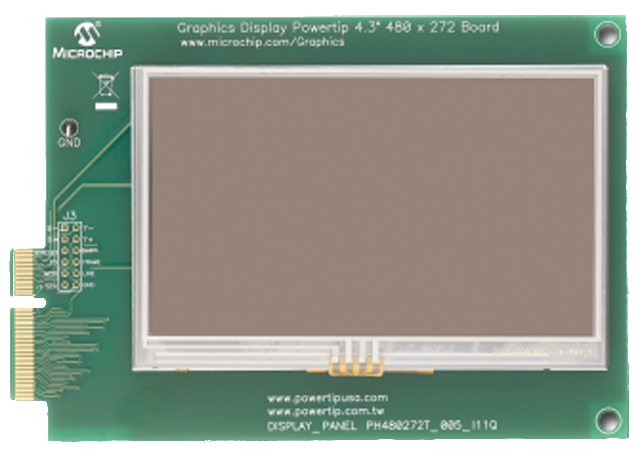 Graphics Display Powertip 4.3" 480 x 272 Board
www.microchip.com/Graphics
MICROCHIP
GND
J3
T-
T+
GND
www.powertipusa.com
www.powertip.com.tw
DISPLAY_PANEL PH480272T_005_I11Q